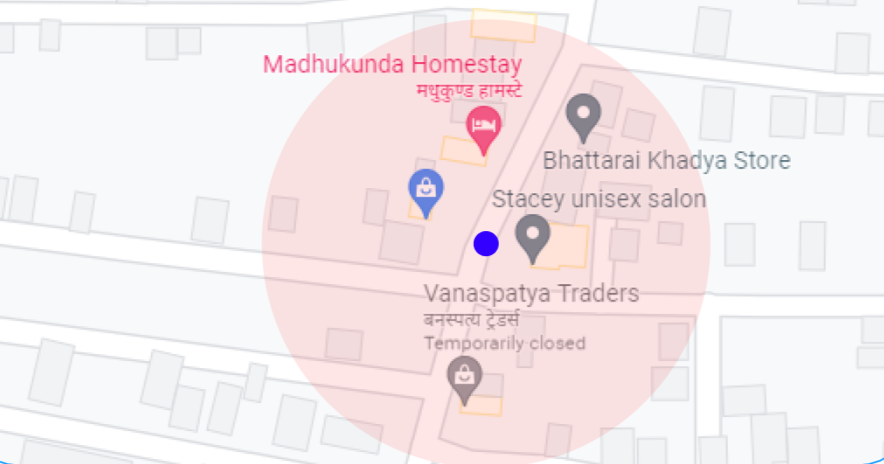 Madhukunda Homestay
मधुकुण्ड हामस्टे
Bhattarai Khadya Store
Stacey unisex salon
Vanaspatya Traders
बनस्पत्य ट्रेडर्स
Temporarily closed